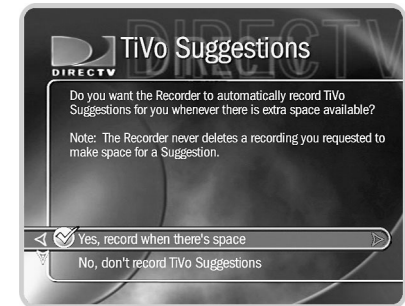 DIRECTV
TiVo Suggestions
DIRECTV
Do you want the Recorder to automatically record TiVo
Suggestions for you whenever there is extra space available?
Note: The Recorder never deletes a recording you requested to
make space for a Suggestion.
Yes, record when there's space
No, don't record TiVo Suggestions